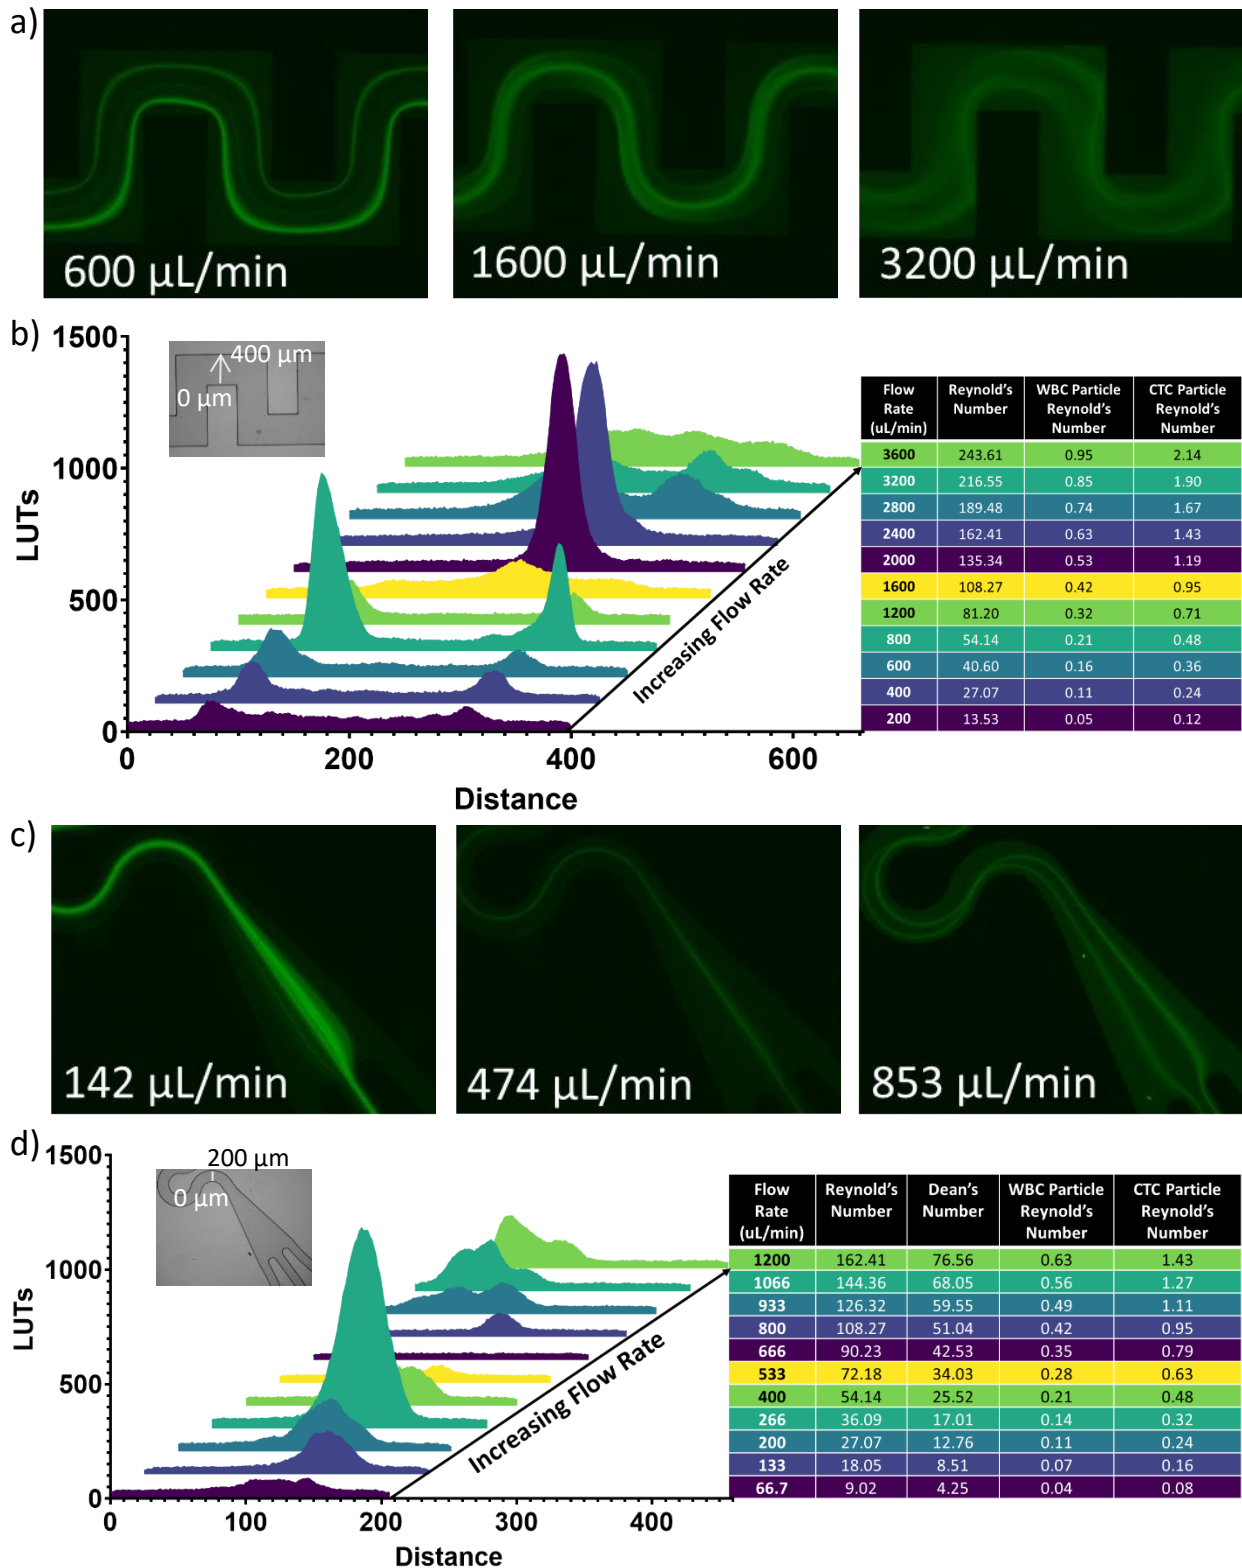 a)
600 µL/min
1600 µL/min
3200 µL/min
b)
1500
1000
500
0
LUTs
0
200
400
600
Distance
400 µm
0 µm
Increasing Flow Rate
Flow Rate (uL/min) Reynold's Number WBC Particle Reynold's Number CTC Particle Reynold's Number
3600 243.61 0.95 2.14
3200 216.55 0.85 1.90
2800 189.48 0.74 1.67
2400 162.41 0.63 1.43
2000 135.34 0.53 1.19
1600 108.27 0.42 0.95
1200 81.20 0.32 0.71
800 54.14 0.21 0.48
600 40.60 0.16 0.36
400 27.07 0.11 0.24
200 13.53 0.05 0.12
c)
142 µL/min
474 µL/min
853 µL/min
d)
1500
1000
500
0
LUTs
0
100
200
300
400
Distance
200 µm
0 µm
Increasing Flow Rate
Flow Rate (uL/min) Reynold's Number Dean's Number WBC Particle Reynold's Number CTC Particle Reynold's Number
1200 162.41 76.56 0.63 1.43
1066 144.36 68.05 0.56 1.27
933 126.32 59.55 0.49 1.11
800 108.27 51.04 0.42 0.95
666 90.23 42.53 0.35 0.79
533 72.18 34.03 0.28 0.63
400 54.14 25.52 0.21 0.48
266 36.09 17.01 0.14 0.32
200 27.07 12.76 0.11 0.24
133 18.05 8.51 0.07 0.16
66.7 9.02 4.25 0.04 0.08